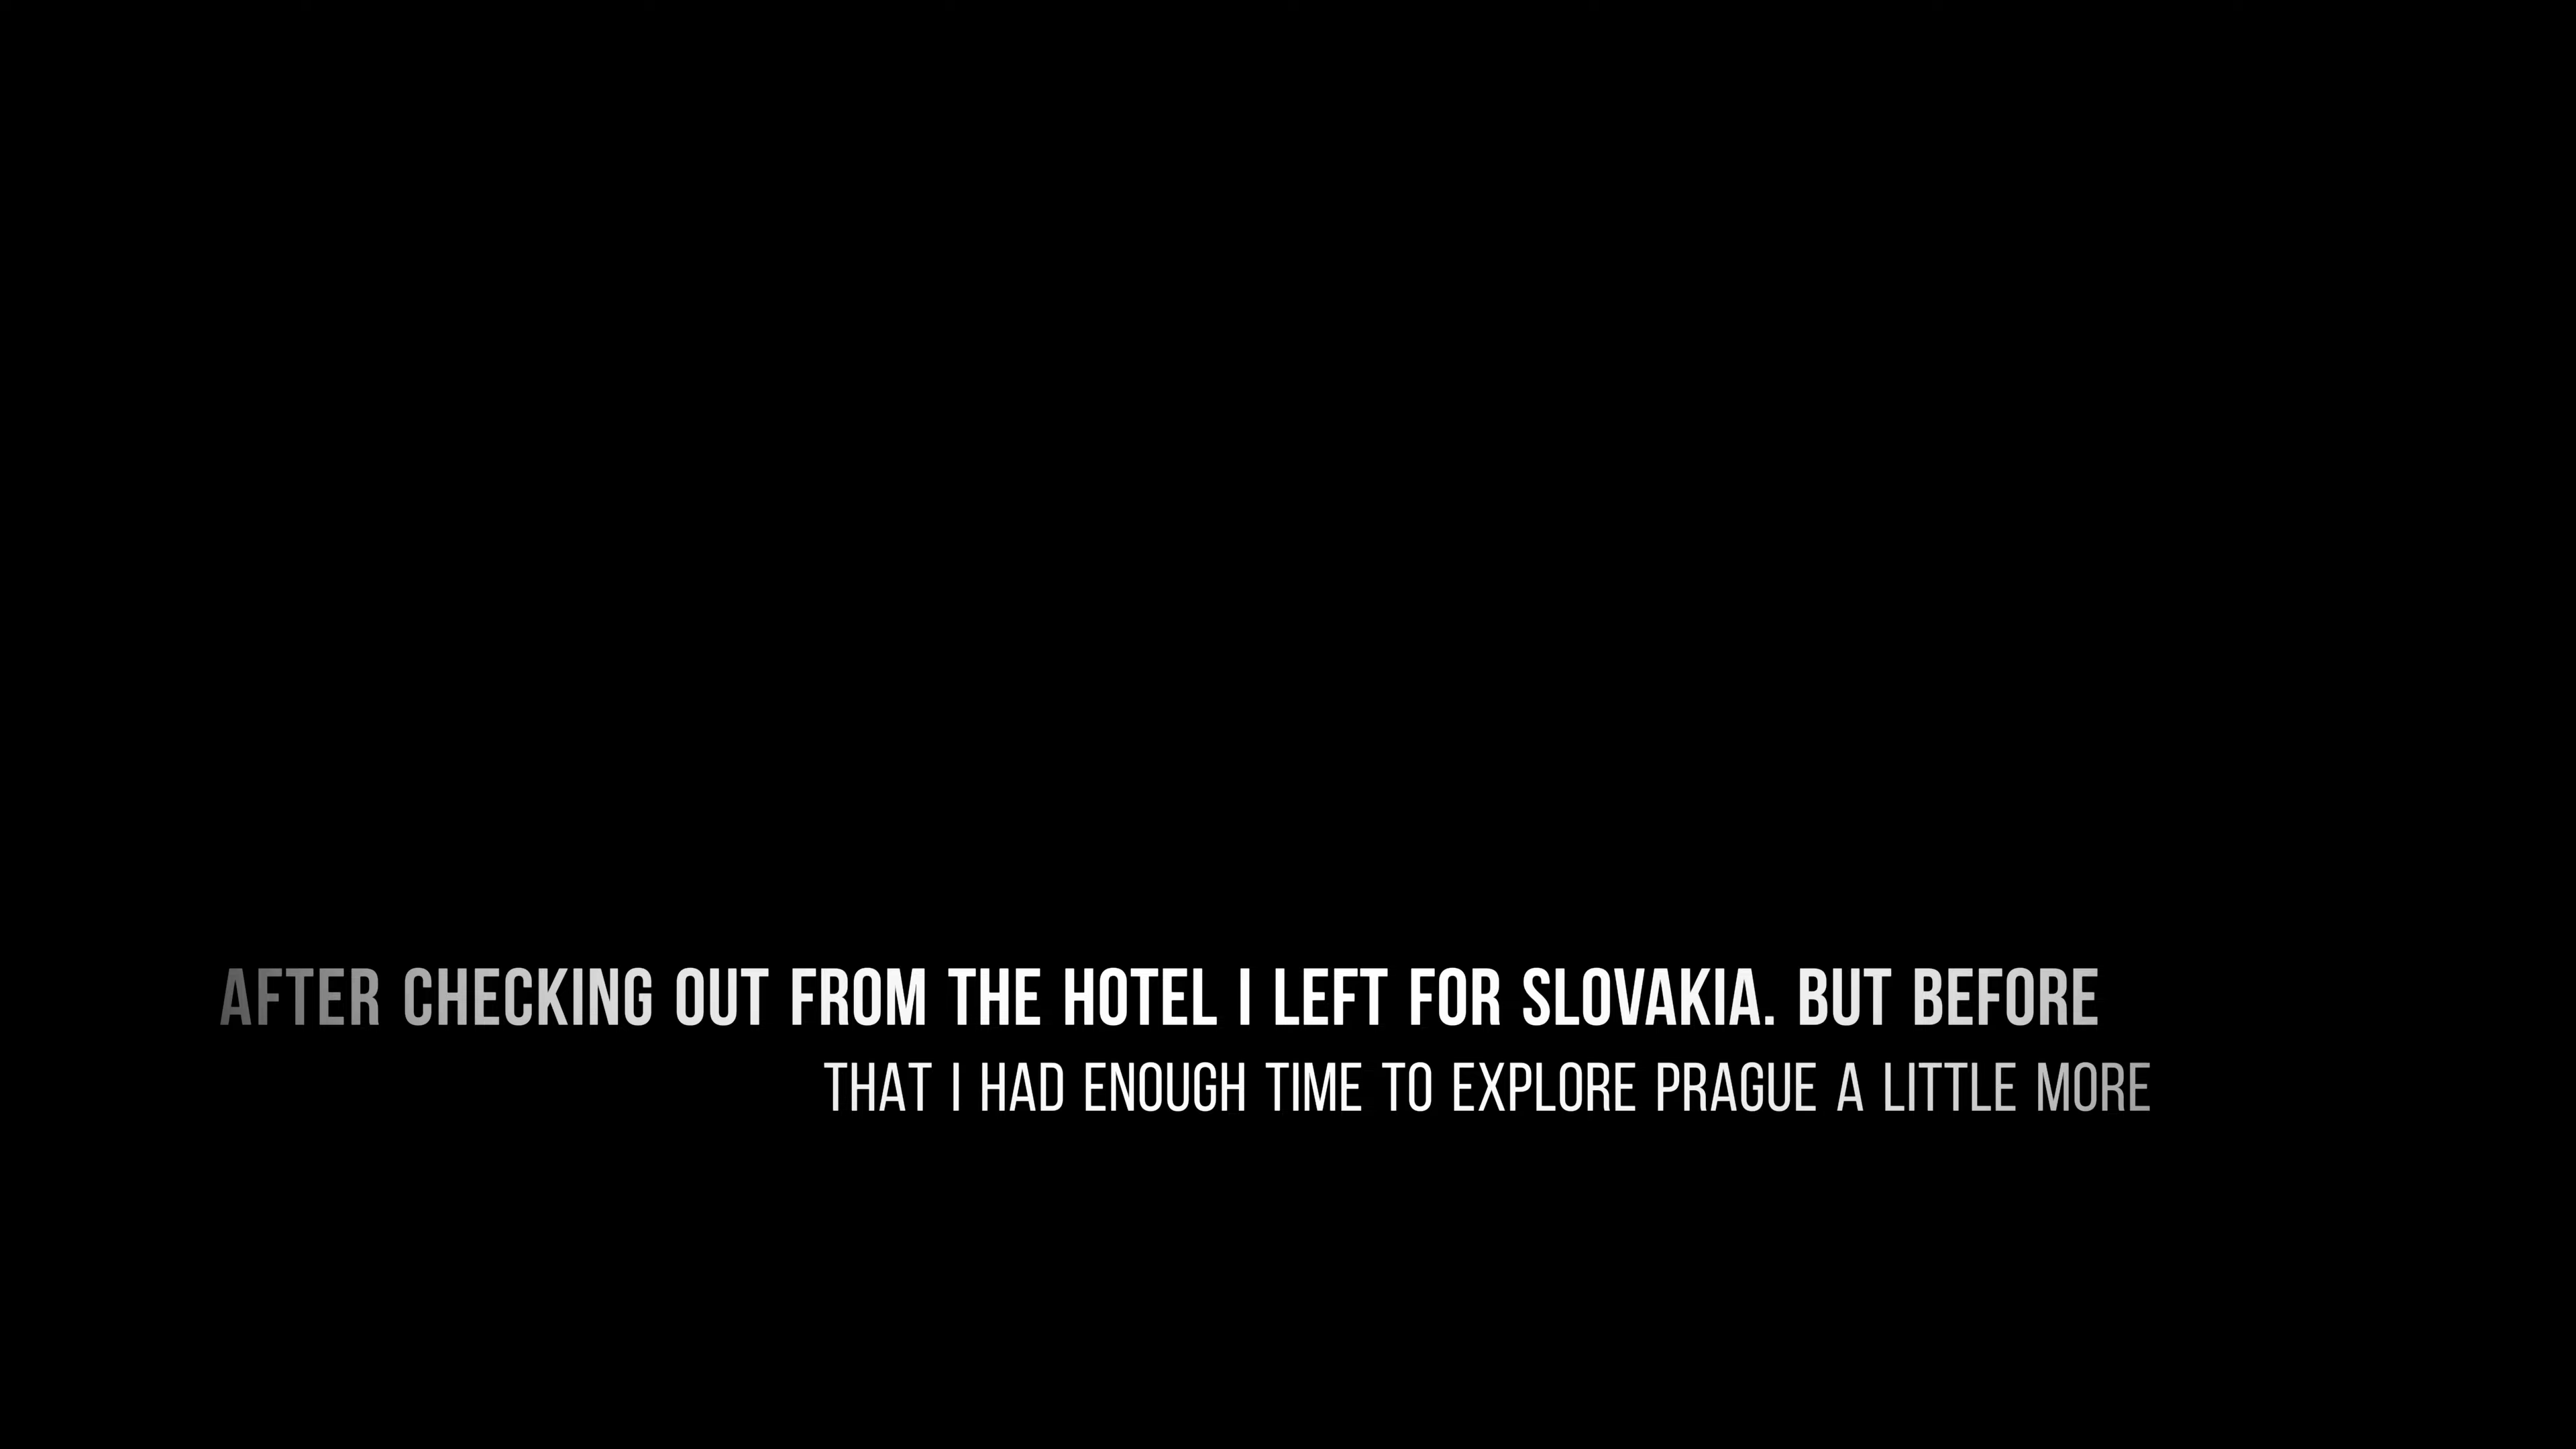 AFTER CHECKING OUT FROM THE HOTEL I LEFT FOR SLOVAKIA. BUT BEFORE
THAT I HAD ENOUGH TIME TO EXPLORE PRAGUE A LITTLE MORE